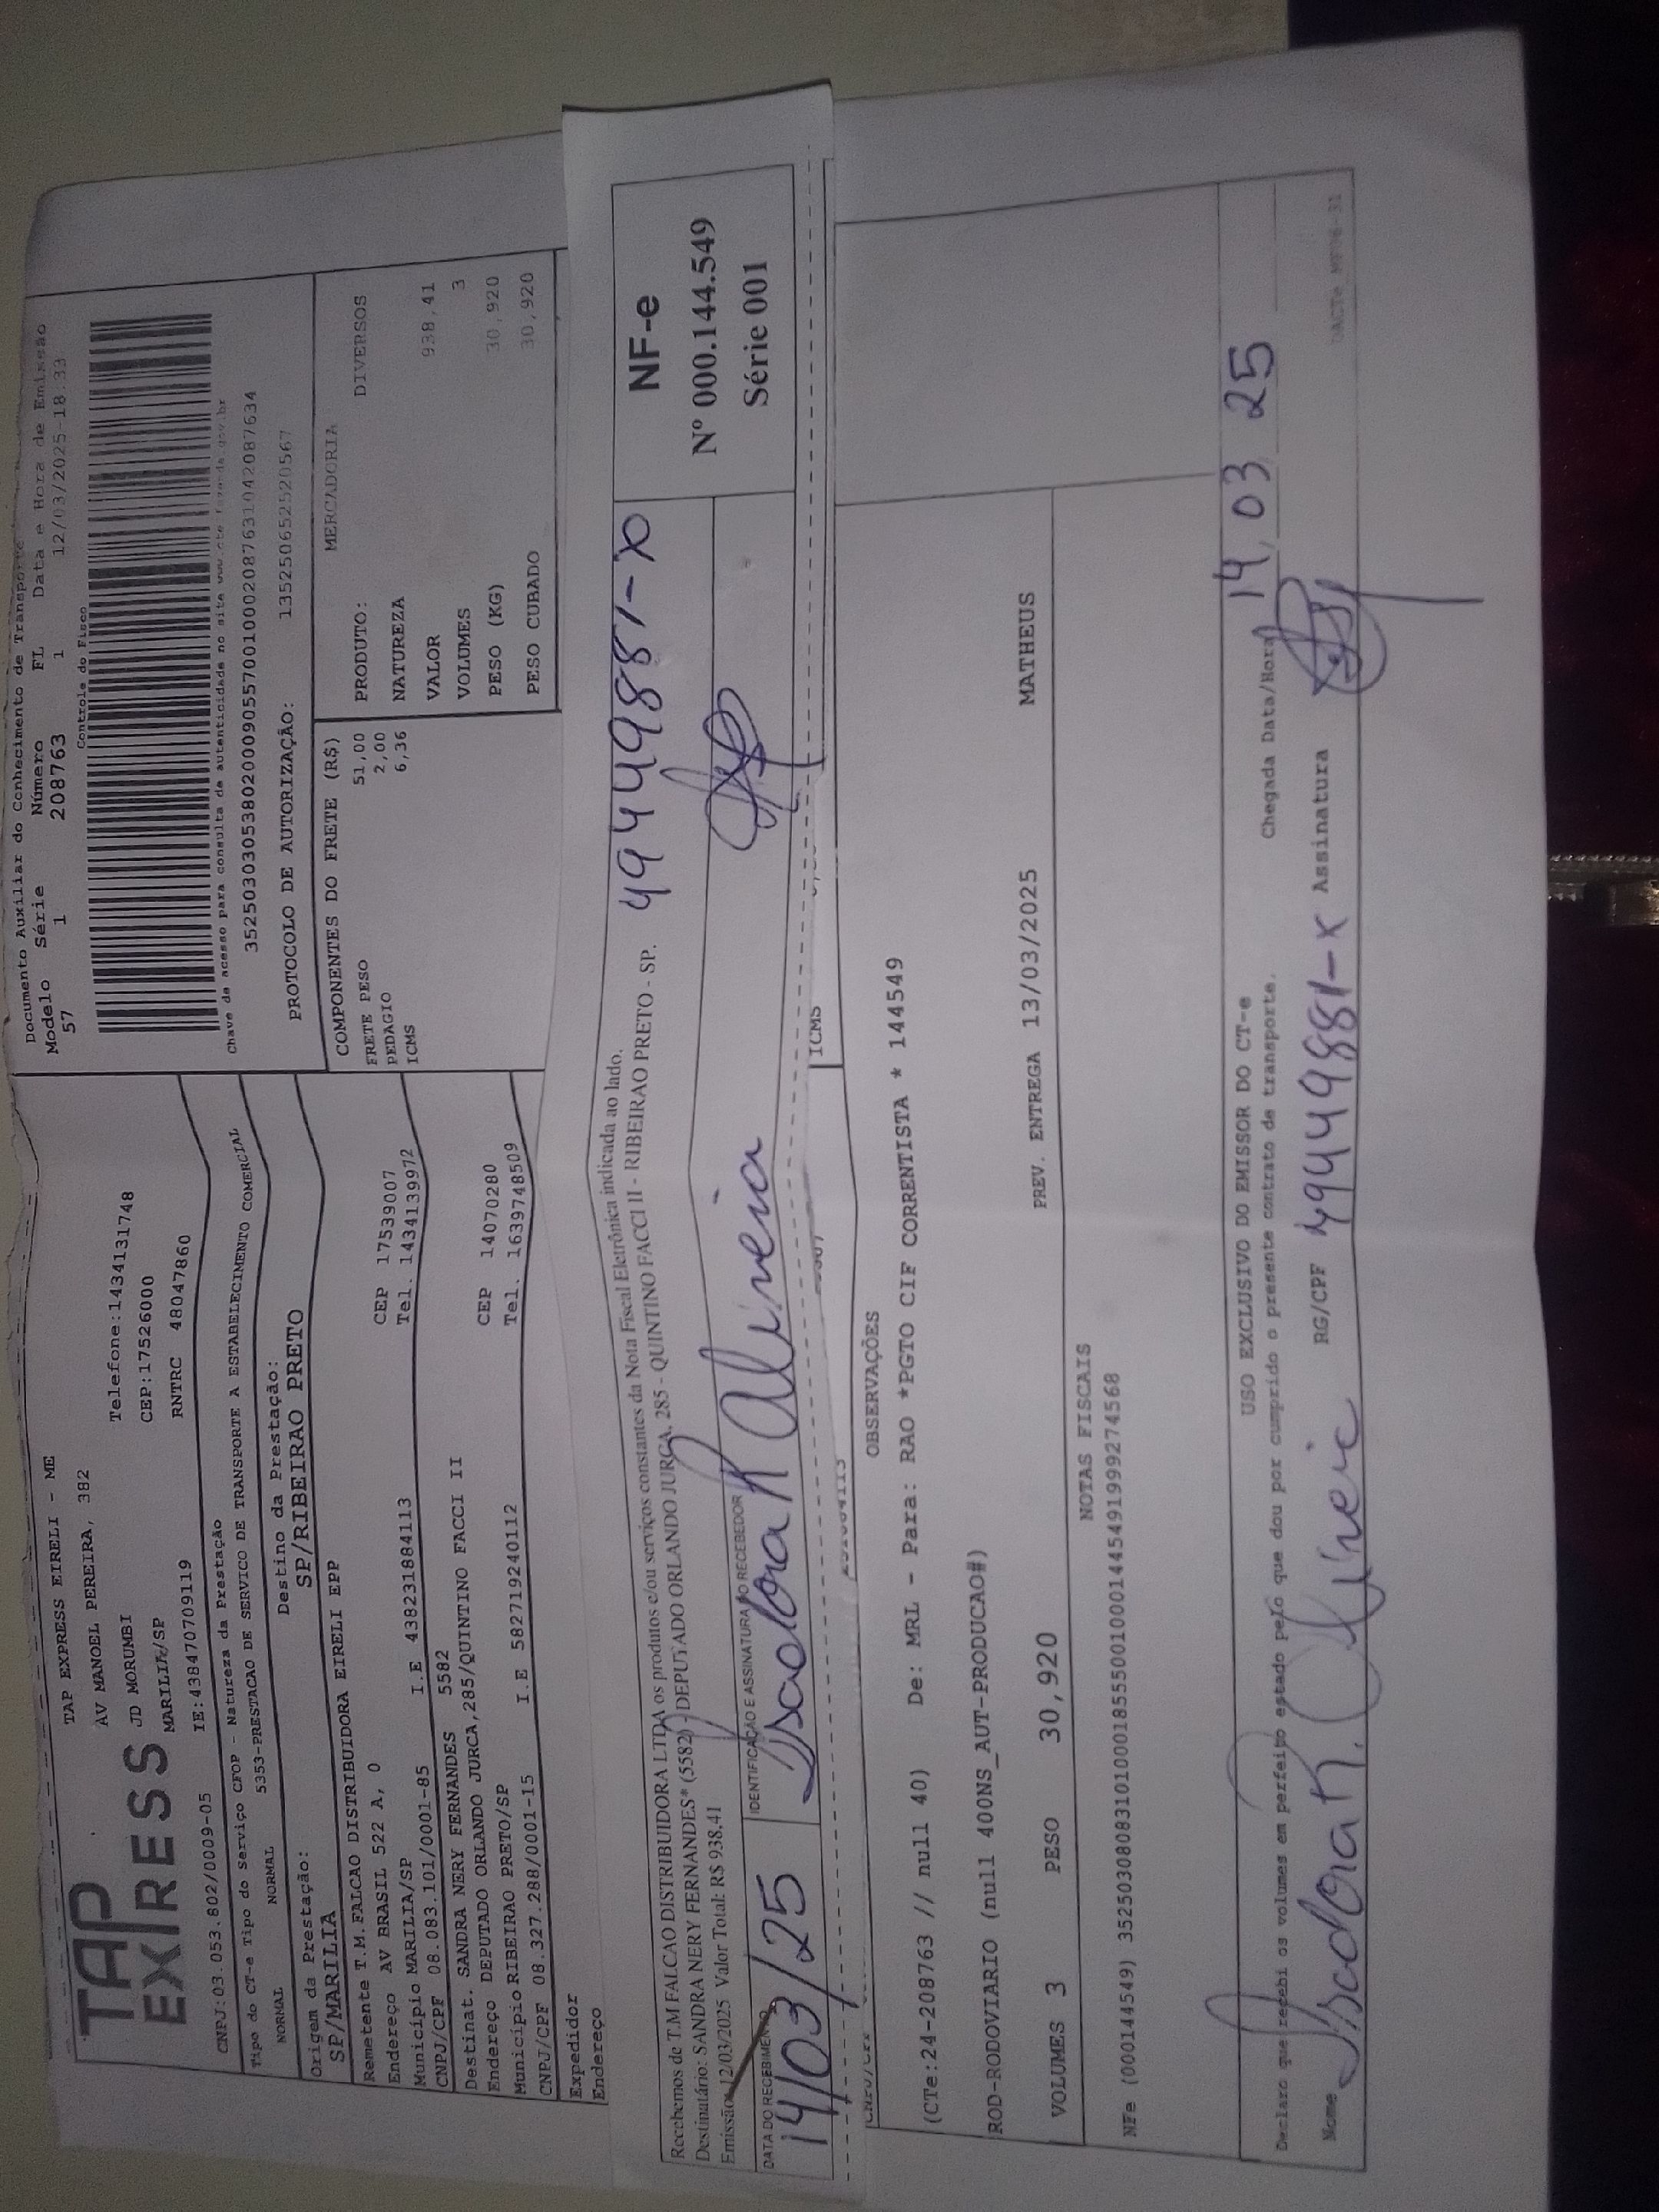 TAP EXPRESS
TAP EXPRESS EIRELI - ME
AV MANOEL PEREIRA, 382
JD MORUMBI Telefone:1434131748
MARILIA/SP CEP:17526000
CNPJ:03.053.802/0009-05 IE:438470709119 RNTRC 48047860
Documento Auxiliar do Conhecimento de Transporte
Modelo Série Número FL Data e Hora de Emissão
57 1 208763 1 12/03/2025-18:33
Controle do Fisco
Chave de acesso para consulta de autenticidade no site
35250303053802000905570010002087631042087634
PROTOCOLO DE AUTORIZAÇÃO: 135250652520567
Tipo do CT-e Tipo do Serviço CFOP - Natureza da Prestação
NORMAL NORMAL 5353-PRESTACAO DE SERVICO DE TRANSPORTE A ESTABELECIMENTO COMERCIAL
Origem da Prestação: Destino da Prestação:
SP/MARILIA SP/RIBEIRAO PRETO
Remetente T.M.FALCAO DISTRIBUIDORA EIRELI EPP
Endereço AV BRASIL 522 A, 0
Município MARILIA/SP CEP 17539007
CNPJ/CPF 08.083.101/0001-85 I.E 438231884113 Tel. 1434139972
Destinat. SANDRA NERY FERNANDES 5582
Endereço DEPUTADO ORLANDO JURCA,285/QUINTINO FACCI II
Município RIBEIRAO PRETO/SP CEP 14070280
CNPJ/CPF 08.327.288/0001-15 I.E 582719240112 Tel. 1639748509
Expedidor
Endereço
COMPONENTES DO FRETE (R$)
FRETE PESO 51,00
PEDAGIO 2,00
ICMS 6,36
MERCADORIA
PRODUTO: DIVERSOS
NATUREZA
VALOR 938,41
VOLUMES 3
PESO (KG) 30,920
PESO CUBADO 30,920
Recebemos de T.M FALCAO DISTRIBUIDORA LTDA os produtos e/ou serviços constantes da Nota Fiscal Eletrônica indicada ao lado.
Destinatário: SANDRA NERY FERNANDES* (5582) - DEPUTADO ORLANDO JURCA, 285 - QUINTINO FACCI II - RIBEIRAO PRETO - SP.
Emissão: 12/03/2025 Valor Total: R$ 938.41
49449881-X
DATA DO RECEBIMENTO IDENTIFICAÇÃO E ASSINATURA DO RECEBEDOR
14/03/25 Isadora R Almeida
NF-e
Nº 000.144.549
Série 001
CNPJ/CPF ICMS
OBSERVAÇÕES
(CTe:24-208763 // null 40) De: MRL - Para: RAO *PGTO CIF CORRENTISTA * 144549
ROD-RODOVIARIO (null 400NS_AUT-PRODUCAO#)
VOLUMES 3 PESO 30,920 PREV. ENTREGA 13/03/2025 MATHEUS
NOTAS FISCAIS
NFe (000144549) 35250308083101000185550010001445491999274568
USO EXCLUSIVO DO EMISSOR DO CT-e
Declaro que recebi os volumes em perfeito estado pelo que dou por cumprido o presente contrato de transporte.
Chegada Data/Hora 14,03,25
Nome Isadora R. Almeida RG/CPF 49449881-X Assinatura